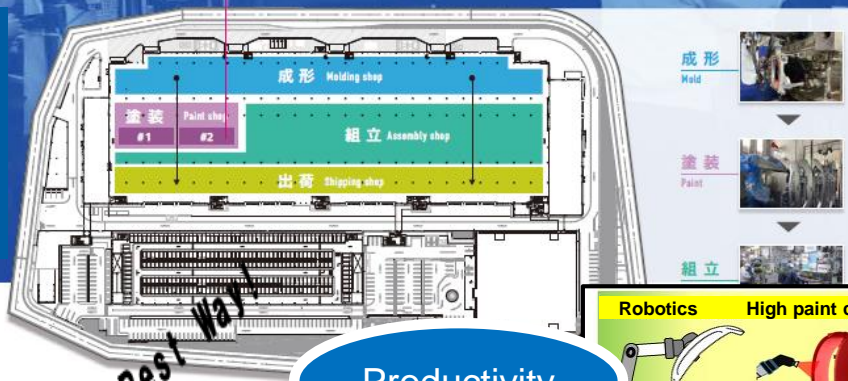 成形 Molding shop
塗装 Paint shop
#1 #2
組立 Assembly shop
出荷 Shipping shop
成形
Mold
塗装
Paint
組立
Best Way!
Productivity
Robotics High paint